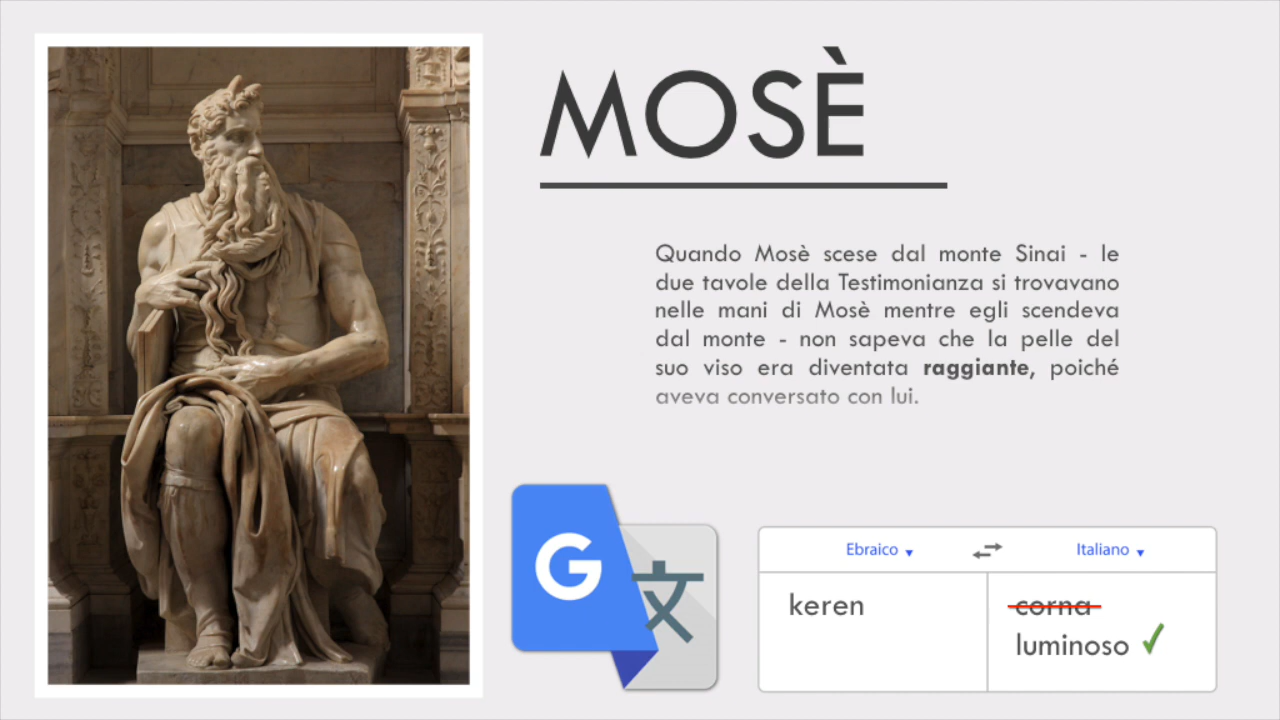 MOSÈ
Quando Mosè scese dal monte Sinai - le
due tavole della Testimonianza si trovavano
nelle mani di Mosè mentre egli scendeva
dal monte - non sapeva che la pelle del
suo viso era diventata raggiante, poiché
aveva conversato con lui.
G 文
Ebraico Italiano
keren corna
luminoso